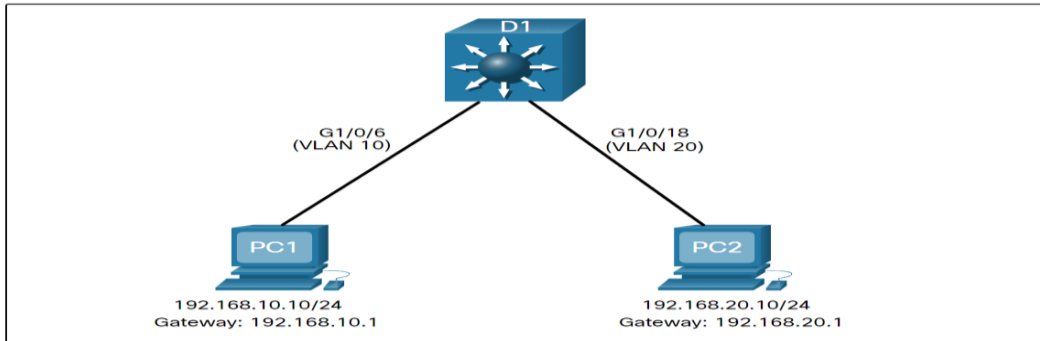 D1
G1/0/6
(VLAN 10)
G1/0/18
(VLAN 20)
PC1
PC2
192.168.10.10/24
Gateway: 192.168.10.1
192.168.20.10/24
Gateway: 192.168.20.1